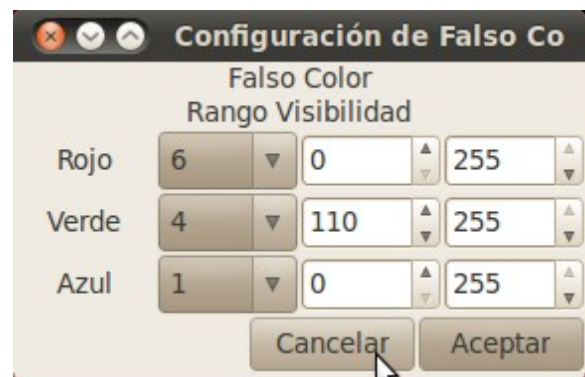 Configuración de Falso Co
Falso Color
Rango Visibilidad
Rojo 6 0 255
Verde 4 110 255
Azul 1 0 255
Cancelar Aceptar